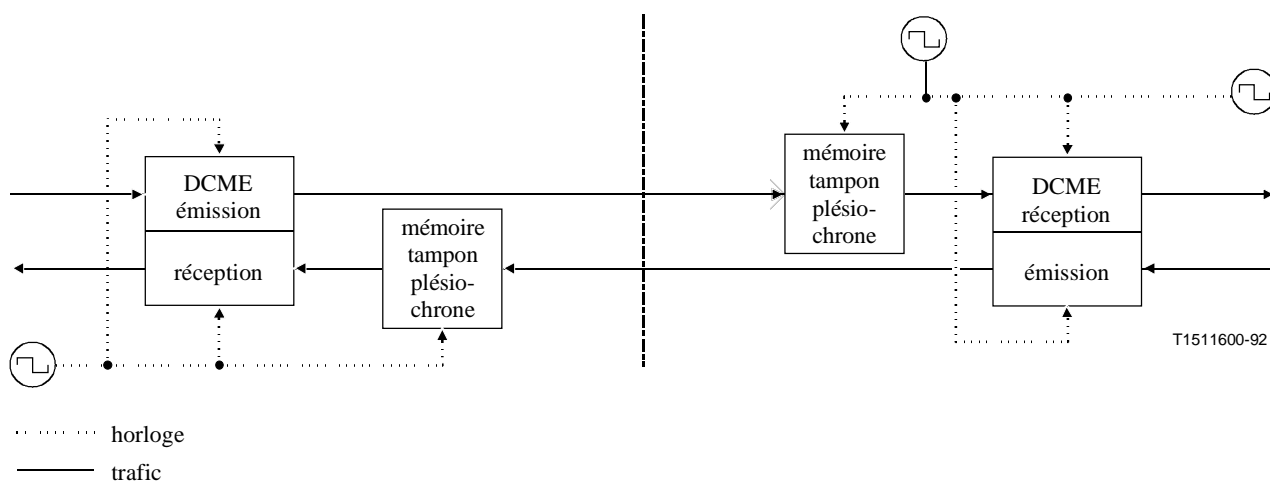 DCME
émission
réception
mémoire
tampon
plésio-
chrone
mémoire
tampon
plésio-
chrone
DCME
réception
émission
T1511600-92
horloge
trafic